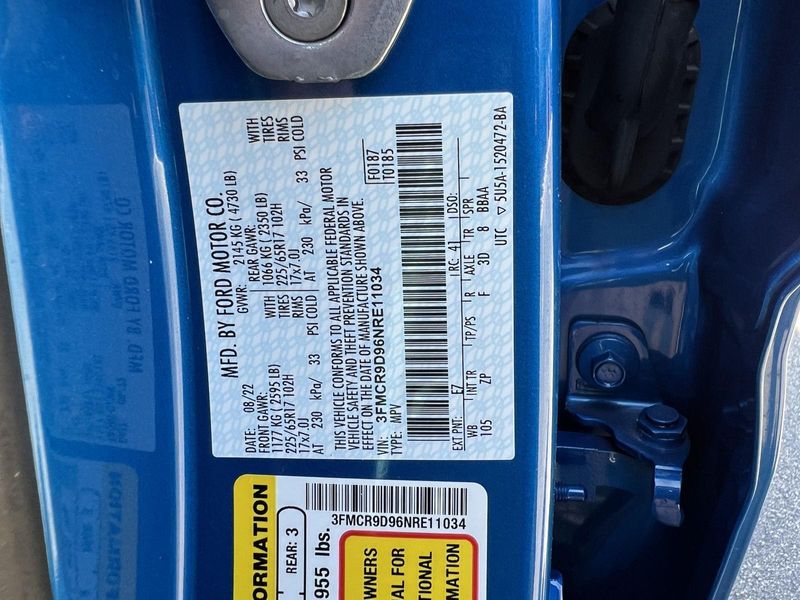 MFD. BY FORD MOTOR CO.
DATE: 08/22 GVWR: 2145 KG ( 4730 LB)
FRONT GAWR: REAR GAWR: WITH
1177 KG ( 2595 LB) WITH 1066 KG ( 2350 LB) TIRES
225/65R17 102H TIRES 225/65R17 102H RIMS
17x7.0J RIMS 17x7.0J
AT 230 kPa/ 33 PSI COLD AT 230 kPa/ 33 PSI COLD
THIS VEHICLE CONFORMS TO ALL APPLICABLE FEDERAL MOTOR
VEHICLE SAFETY AND THEFT PREVENTION STANDARDS IN
EFFECT ON THE DATE OF MANUFACTURE SHOWN ABOVE.
VIN: 3FMCR9D96NRE11034 F0187
TYPE: MPV T0185
EXT PNT: EZ RC: 41 DSO:
WB INT TR TP/PS R AXLE TR SPR
105 ZP F 3D 8 BBAA
UTC ▽ 5U5A-1520472-BA
FORMATION
REAR: 3
955 lbs.
3FMCR9D96NRE11034
OWNERS
AL FOR
TIONAL
MATION